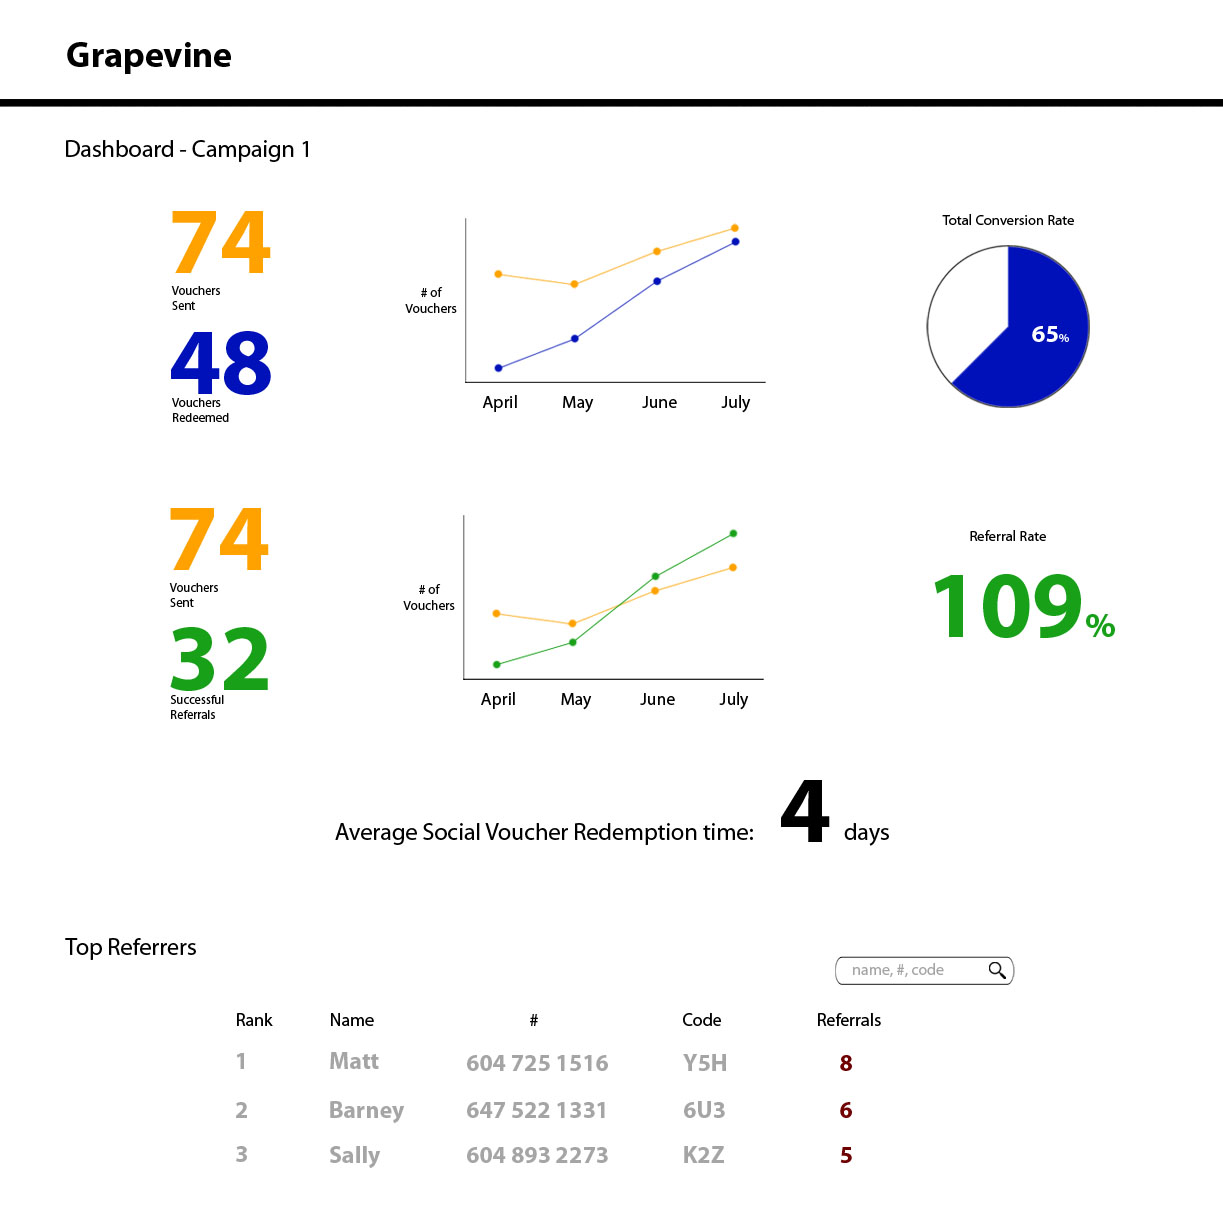 Grapevine
Dashboard - Campaign 1
74
Vouchers
Sent
48
Vouchers
Redeemed
# of
Vouchers
April May June July
Total Conversion Rate
65%
74
Vouchers
Sent
32
Successful
Referrals
# of
Vouchers
April May June July
Referral Rate
109%
Average Social Voucher Redemption time: 4 days
Top Referrers
name, #, code
Rank Name # Code Referrals
1 Matt 604 725 1516 Y5H 8
2 Barney 647 522 1331 6U3 6
3 Sally 604 893 2273 K2Z 5